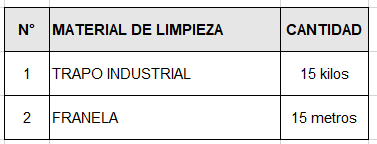 N° MATERIAL DE LIMPIEZA CANTIDAD
1 TRAPO INDUSTRIAL 15 kilos
2 FRANELA 15 metros